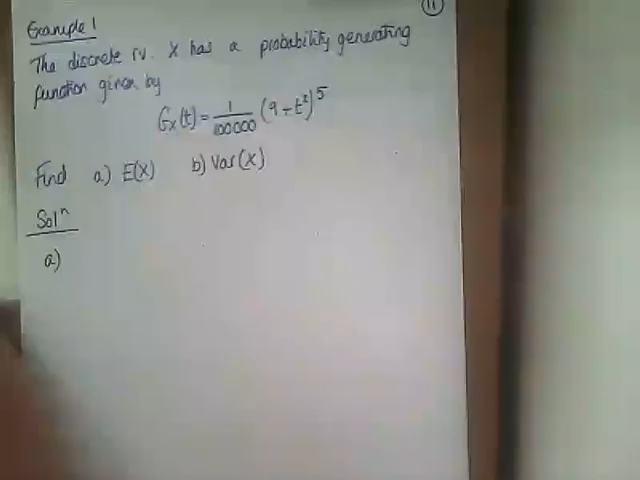 11
Example 1
The discrete r.v. X has a probability generating
function given by
Gx(t) = 1/100000 (9 + t²)⁵
Find a) E(X) b) Var(X)
Solⁿ
a)